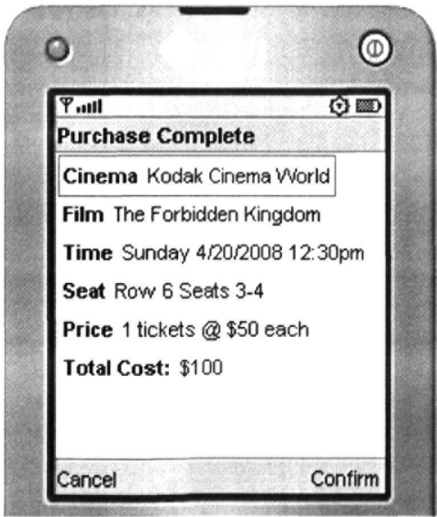 Purchase Complete
Cinema Kodak Cinema World
Film The Forbidden Kingdom
Time Sunday 4/20/2008 12:30pm
Seat Row 6 Seats 3-4
Price 1 tickets @ $50 each
Total Cost: $100
Cancel Confirm